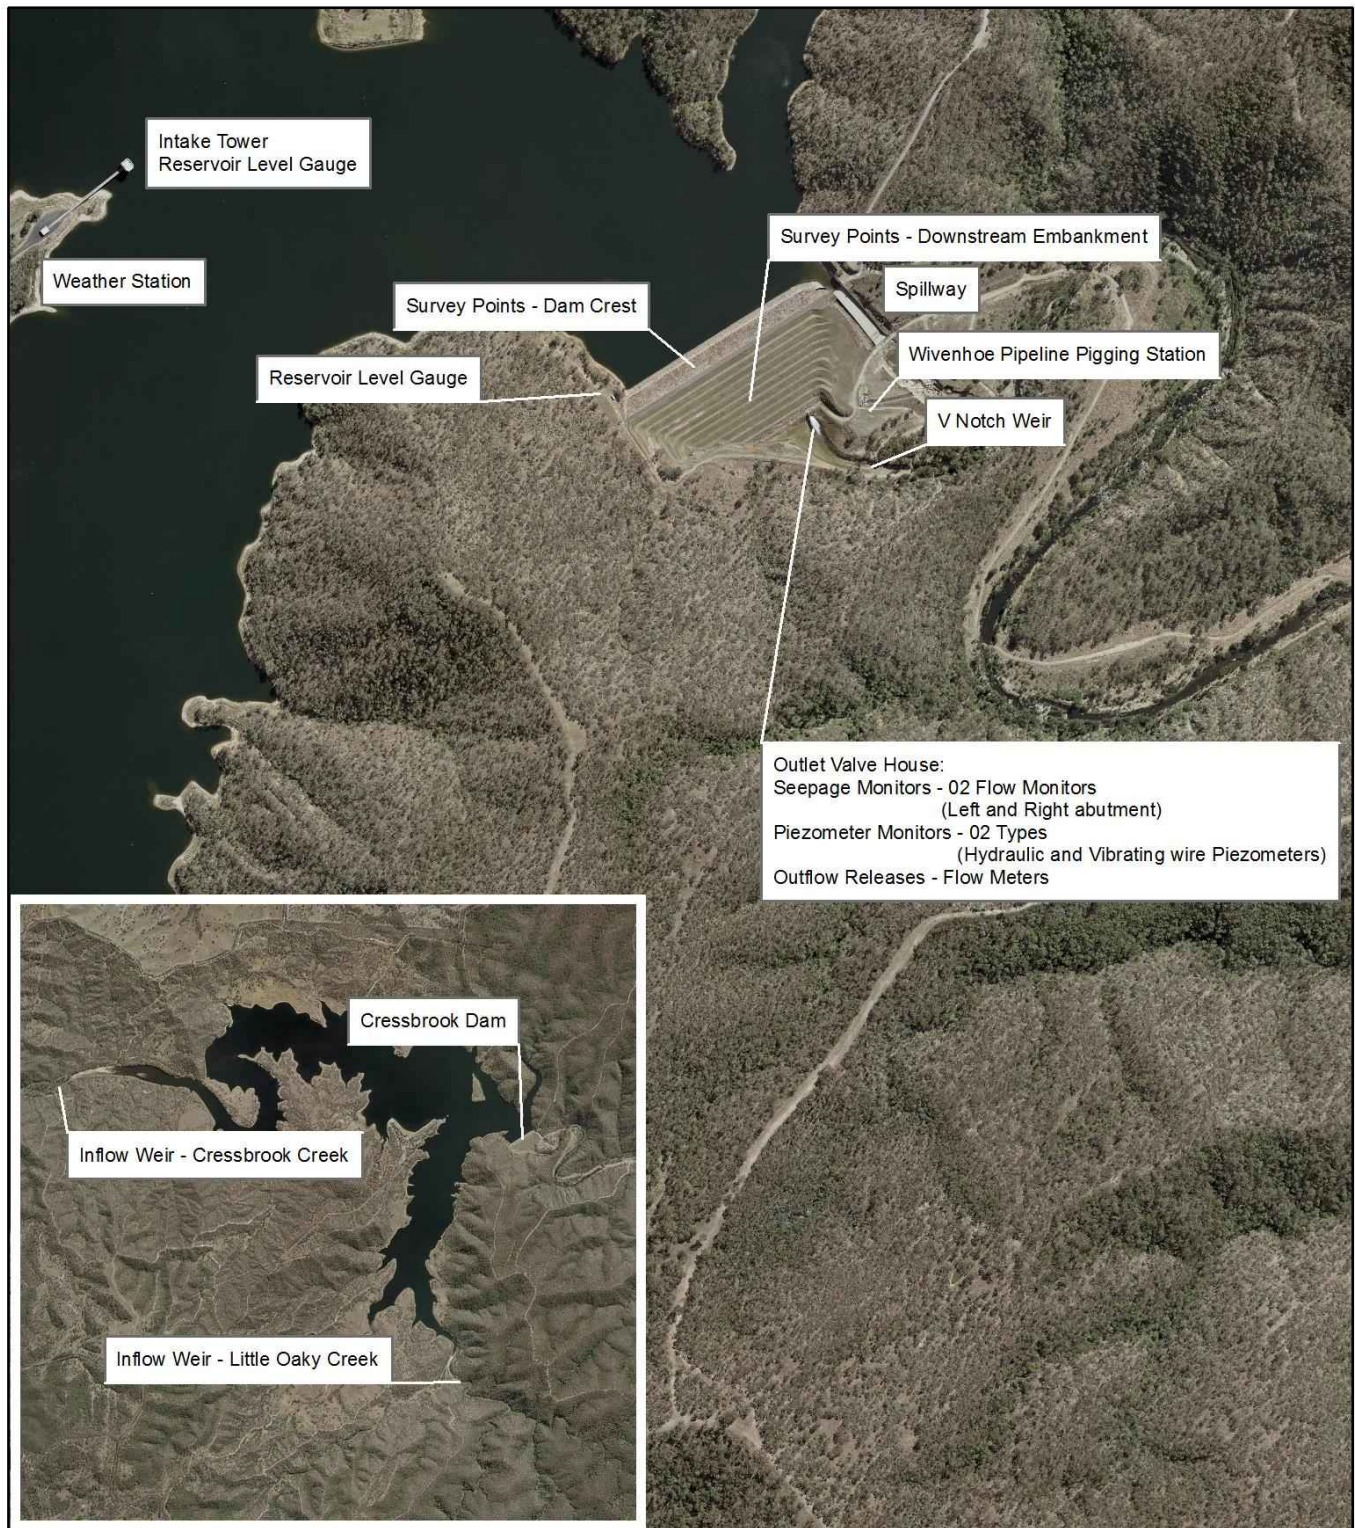 Intake Tower
Reservoir Level Gauge
Survey Points - Downstream Embankment
Weather Station
Spillway
Survey Points - Dam Crest
Wivenhoe Pipeline Pigging Station
Reservoir Level Gauge
V Notch Weir
Outlet Valve House:
Seepage Monitors - 02 Flow Monitors
(Left and Right abutment)
Piezometer Monitors - 02 Types
(Hydraulic and Vibrating wire Piezometers)
Outflow Releases - Flow Meters
Cressbrook Dam
Inflow Weir - Cressbrook Creek
Inflow Weir - Little Oaky Creek